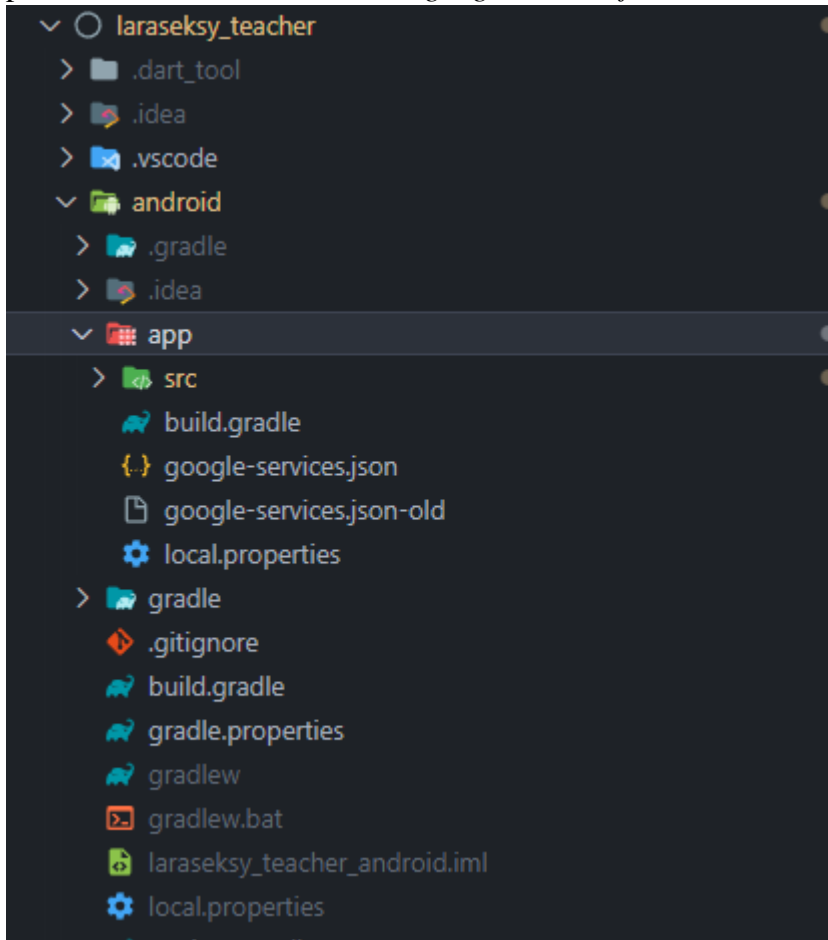 laraseksy_teacher
.dart_tool
.idea
.vscode
android
.gradle
.idea
app
src
build.gradle
google-services.json
google-services.json-old
local.properties
gradle
.gitignore
build.gradle
gradle.properties
gradlew
gradlew.bat
laraseksy_teacher_android.iml
local.properties